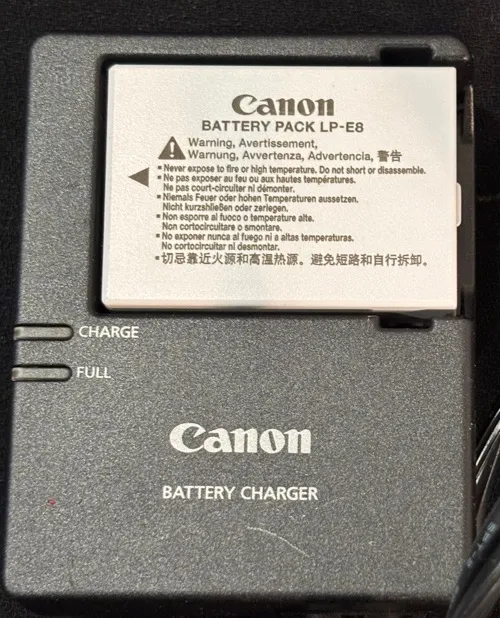 Canon
BATTERY PACK LP-E8
Warning, Avertissement,
Warnung, Avvertenza, Advertencia, 警告
▪ Never expose to fire or high temperature. Do not short or disassemble.
▪ Ne pas exposer au feu ou aux hautes températures.
Ne pas court-circuiter ni démonter.
▪ Niemals Feuer oder hohen Temperaturen aussetzen.
Nicht kurzshließen oder zerlegen.
▪ Non esporre al fuoco o temperature alte.
Non cortocircuitare o smontare.
▪ No exponer nunca al fuego ni a altas temperaturas.
No cortocircuitar ni desmontar.
▪ 切忌靠近火源和高温热源。避免短路和自行拆卸。
CHARGE
FULL
Canon
BATTERY CHARGER